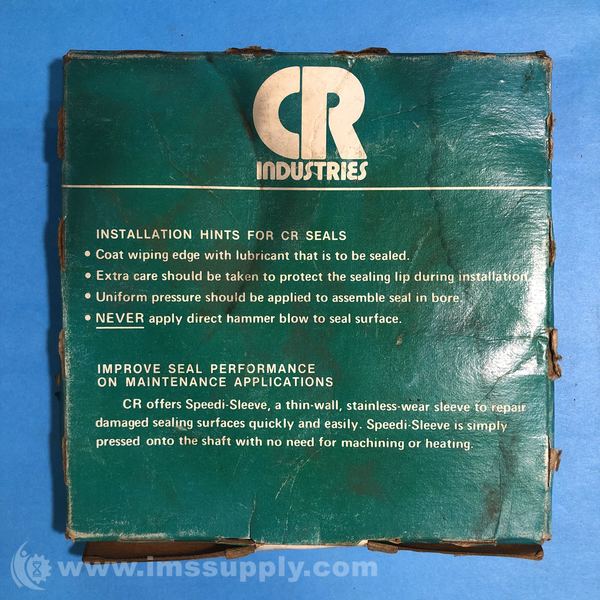 CR
INDUSTRIES
INSTALLATION HINTS FOR CR SEALS
• Coat wiping edge with lubricant that is to be sealed.
• Extra care should be taken to protect the sealing lip during installation.
• Uniform pressure should be applied to assemble seal in bore.
• NEVER apply direct hammer blow to seal surface.
IMPROVE SEAL PERFORMANCE
ON MAINTENANCE APPLICATIONS
CR offers Speedi-Sleeve, a thin-wall, stainless-wear sleeve to repair
damaged sealing surfaces quickly and easily. Speedi-Sleeve is simply
pressed onto the shaft with no need for machining or heating.
www.imssupply.com